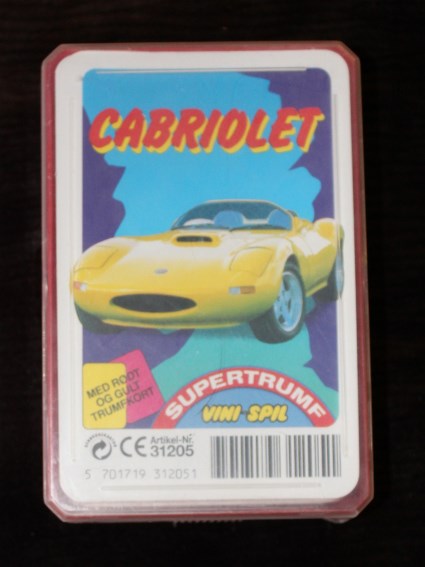 CABRIOLET
MED RØDT
OG GULT
TRUMFKORT
SUPERTRUMF
VINI SPIL
CE Artikel-Nr.
31205
5 701719 312051